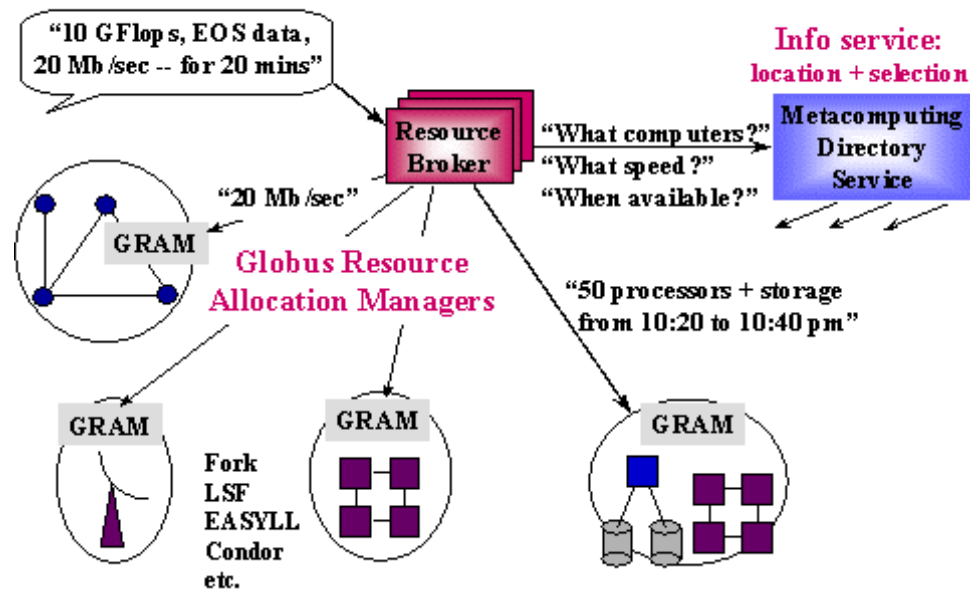 “10 GFlops, EOS data,
20 Mb/sec -- for 20 mins”
Info service:
location + selection
Resource
Broker
“What computers?”
“What speed?”
“When available?”
Metacomputing
Directory
Service
“20 Mb/sec”
GRAM
Globus Resource
Allocation Managers
“50 processors + storage
from 10:20 to 10:40 pm”
GRAM
Fork
LSF
EASYLL
Condor
etc.
GRAM
GRAM